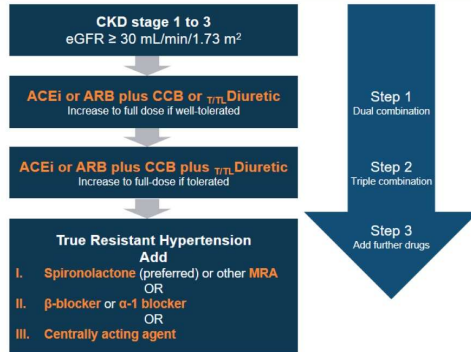 CKD stage 1 to 3
eGFR ≥ 30 mL/min/1.73 m²
ACEi or ARB plus CCB or T/TLDiuretic
Increase to full dose if well-tolerated
Step 1
Dual combination
ACEi or ARB plus CCB plus T/TLDiuretic
Increase to full-dose if tolerated
Step 2
Triple combination
True Resistant Hypertension
Add
I. Spironolactone (preferred) or other MRA
OR
II. β-blocker or α-1 blocker
OR
III. Centrally acting agent
Step 3
Add further drugs